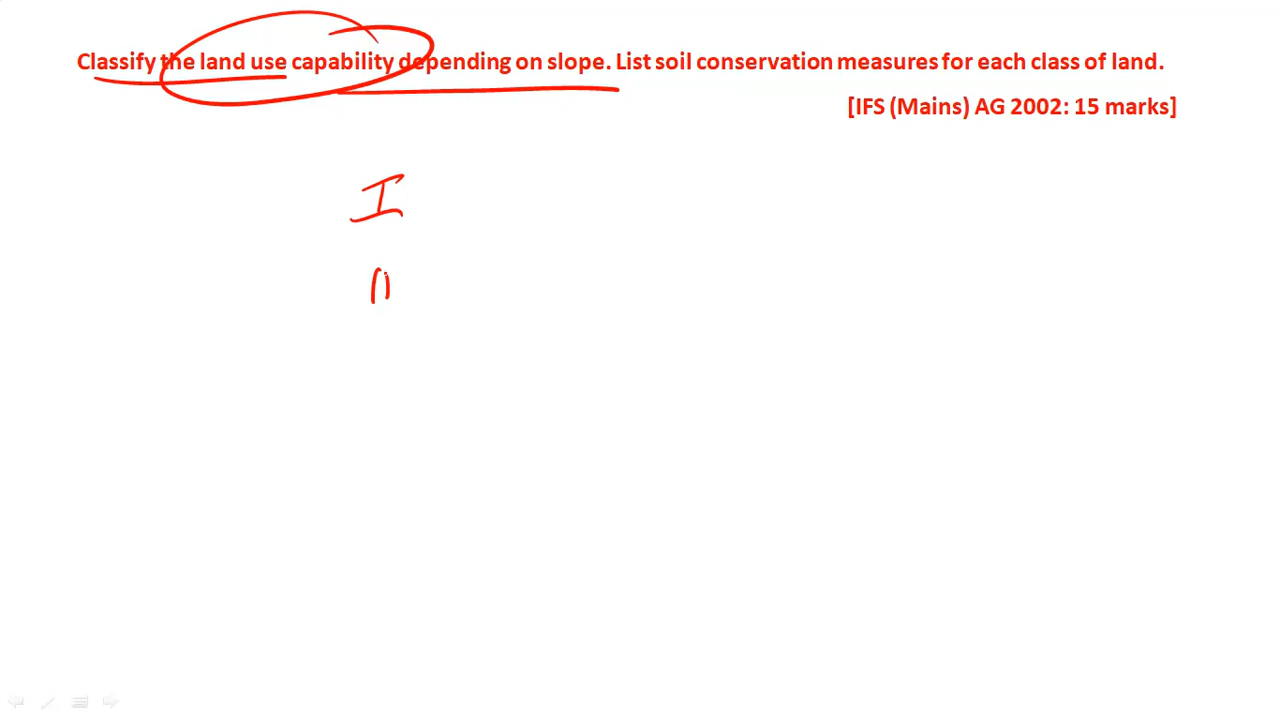 Classify the land use capability depending on slope. List soil conservation measures for each class of land.
[IFS (Mains) AG 2002: 15 marks]
I
II